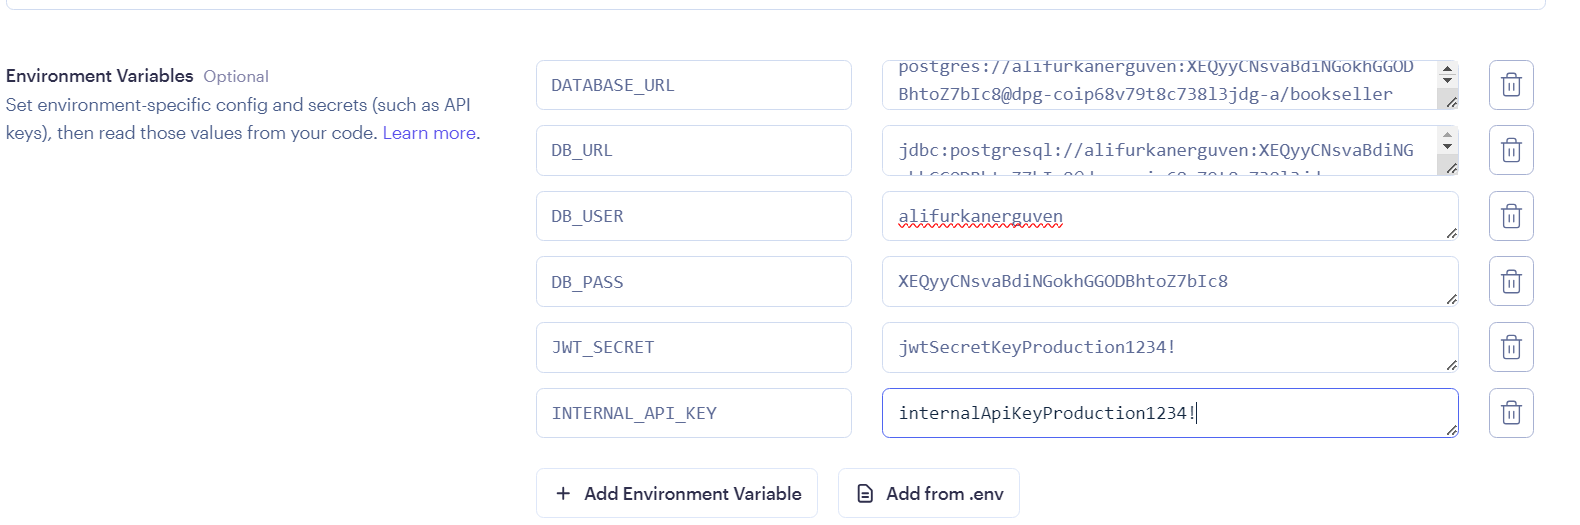 Environment Variables Optional
Set environment-specific config and secrets (such as API
keys), then read those values from your code. Learn more.
DATABASE_URL
postgres://alifurkanerguven:XEQyyCNsvaBdiNGokhGGOD
BhtoZ7bIc8@dpg-coip68v79t8c738l3jdg-a/bookseller
DB_URL
jdbc:postgresql://alifurkanerguven:XEQyyCNsvaBdiNG
DB_USER
alifurkanerguven
DB_PASS
XEQyyCNsvaBdiNGokhGGODBhtoZ7bIc8
JWT_SECRET
jwtSecretKeyProduction1234!
INTERNAL_API_KEY
internalApiKeyProduction1234!
+ Add Environment Variable
Add from .env